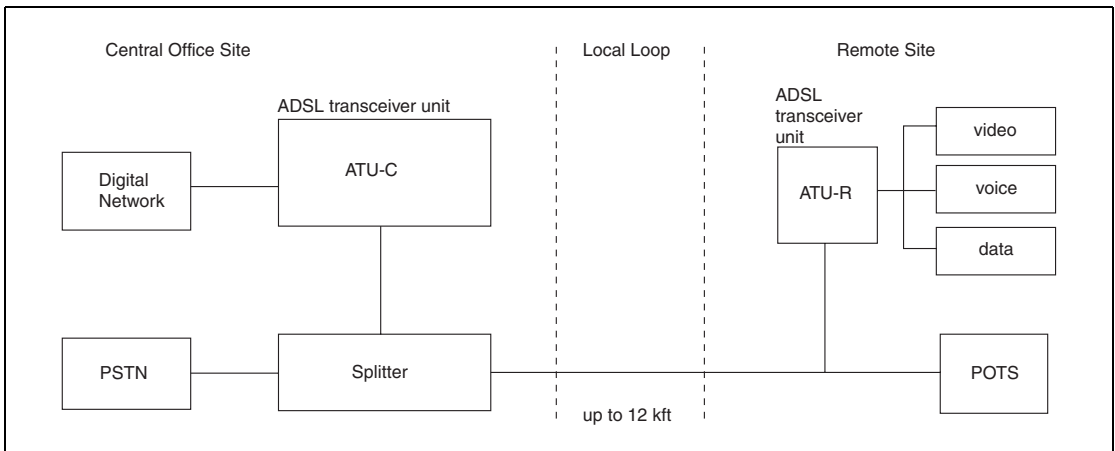 Central Office Site
Local Loop
Remote Site
ADSL transceiver unit
ADSL
transceiver
unit
ATU-C
Digital
Network
ATU-R
video
voice
data
PSTN
Splitter
POTS
up to 12 kft